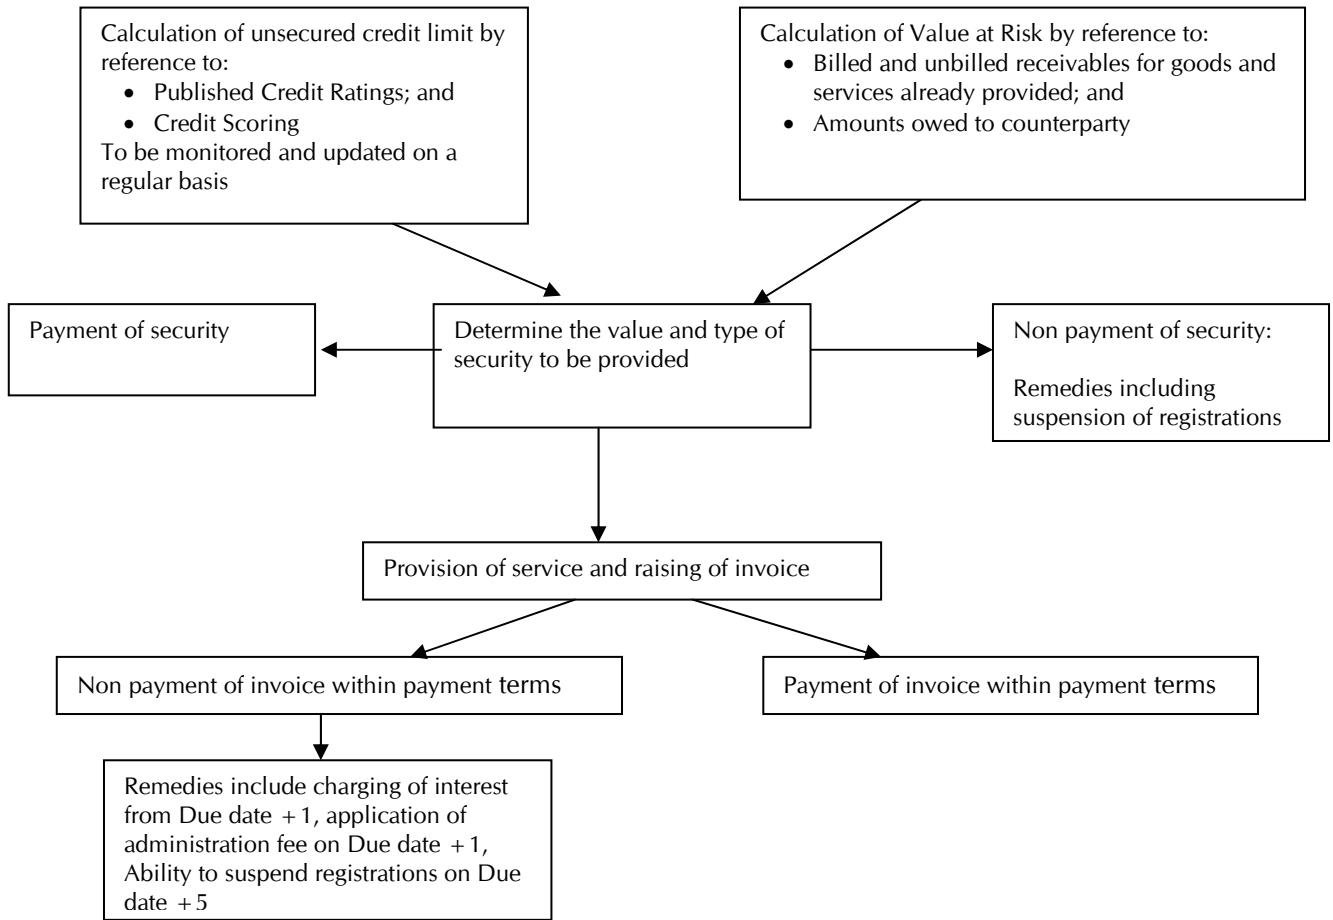 Calculation of unsecured credit limit by
reference to:
• Published Credit Ratings; and
• Credit Scoring
To be monitored and updated on a
regular basis
Calculation of Value at Risk by reference to:
• Billed and unbilled receivables for goods and
services already provided; and
• Amounts owed to counterparty
Payment of security
Determine the value and type of
security to be provided
Non payment of security:
Remedies including
suspension of registrations
Provision of service and raising of invoice
Non payment of invoice within payment terms
Payment of invoice within payment terms
Remedies include charging of interest
from Due date +1, application of
administration fee on Due date +1,
Ability to suspend registrations on Due
date +5